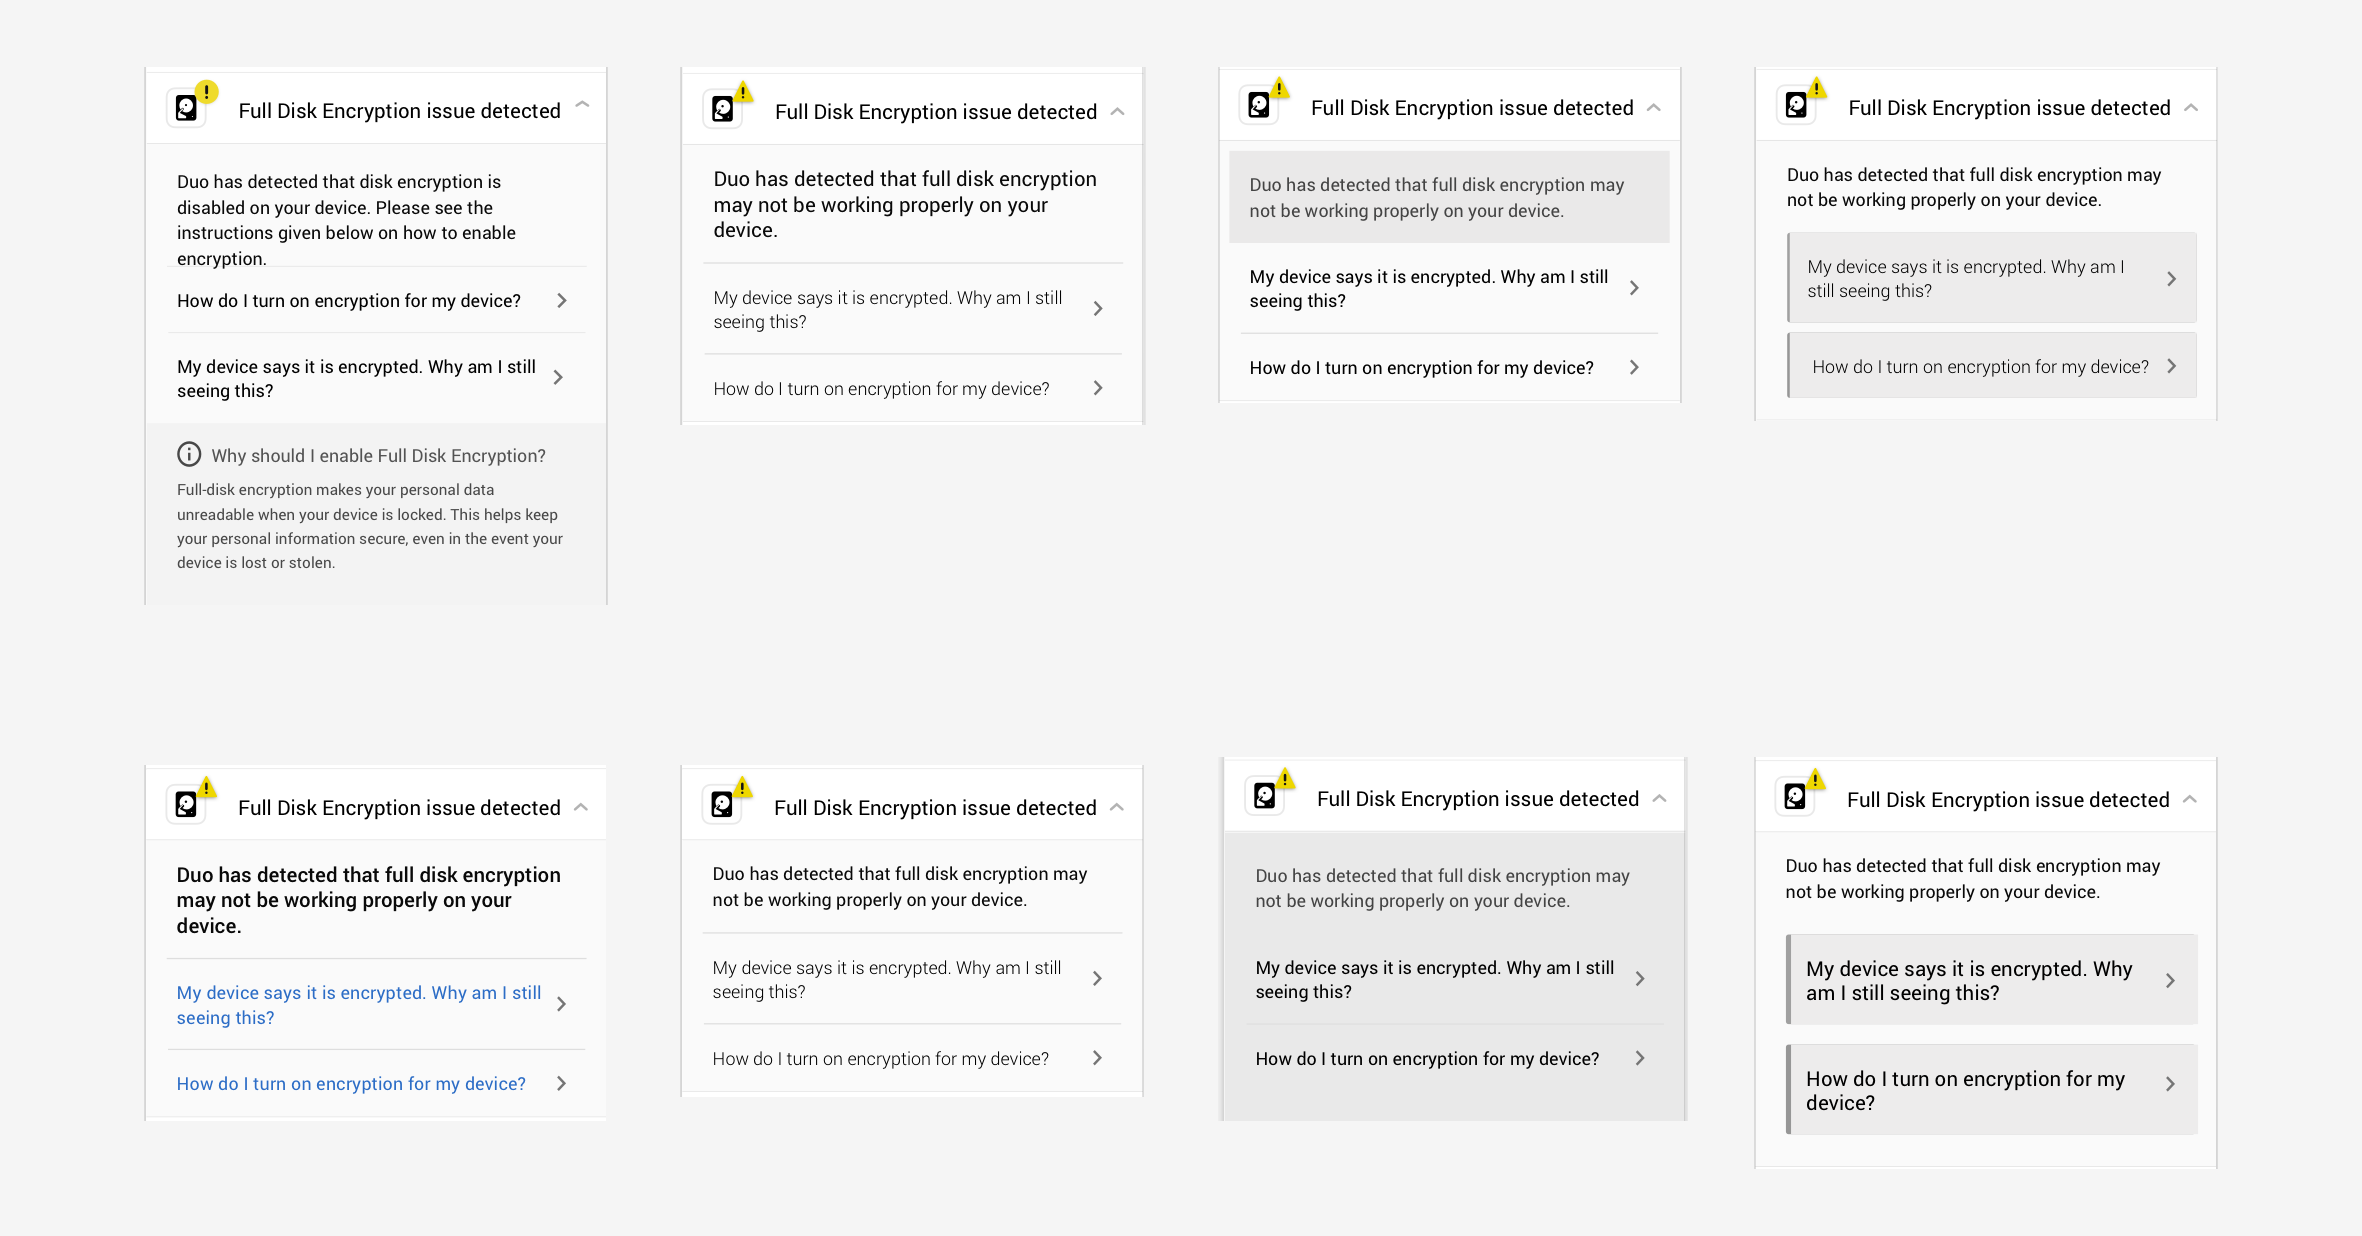 Full Disk Encryption issue detected
Duo has detected that disk encryption is
disabled on your device. Please see the
instructions given below on how to enable
encryption.
How do I turn on encryption for my device?
My device says it is encrypted. Why am I still
seeing this?
Why should I enable Full Disk Encryption?
Full-disk encryption makes your personal data
unreadable when your device is locked. This helps keep
your personal information secure, even in the event your
device is lost or stolen.
Full Disk Encryption issue detected
Duo has detected that full disk encryption
may not be working properly on your
device.
My device says it is encrypted. Why am I still
seeing this?
How do I turn on encryption for my device?
Full Disk Encryption issue detected
Duo has detected that full disk encryption may
not be working properly on your device.
My device says it is encrypted. Why am I still
seeing this?
How do I turn on encryption for my device?
Full Disk Encryption issue detected
Duo has detected that full disk encryption may
not be working properly on your device.
My device says it is encrypted. Why am I
still seeing this?
How do I turn on encryption for my device?
Full Disk Encryption issue detected
Duo has detected that full disk encryption
may not be working properly on your
device.
My device says it is encrypted. Why am I still
seeing this?
How do I turn on encryption for my device?
Full Disk Encryption issue detected
Duo has detected that full disk encryption may
not be working properly on your device.
My device says it is encrypted. Why am I still
seeing this?
How do I turn on encryption for my device?
Full Disk Encryption issue detected
Duo has detected that full disk encryption may
not be working properly on your device.
My device says it is encrypted. Why am I still
seeing this?
How do I turn on encryption for my device?
Full Disk Encryption issue detected
Duo has detected that full disk encryption may
not be working properly on your device.
My device says it is encrypted. Why
am I still seeing this?
How do I turn on encryption for my
device?